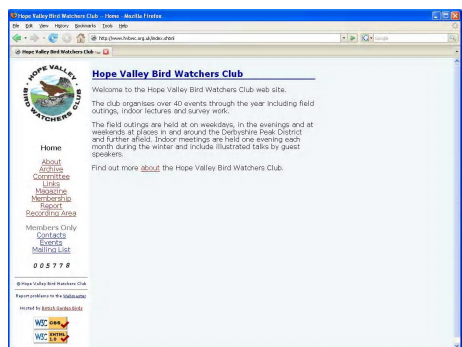 Hope Valley Bird Watchers Club -- Home - Mozilla Firefox
File Edit View History Bookmarks Tools Help
http://www.hvbwc.org.uk/index.shtml
Google
Hope Valley Bird Watchers Club
HOPE VALLEY
BIRD WATCHERS CLUB
Home
About
Archive
Committee
Links
Magazine
Membership
Report
Recording Area
Members Only
Contacts
Events
Mailing List
005778
© Hope Valley Bird Watchers Club
Report problems to the Webmaster
Hosted by British Garden Birds
W3C CSS
W3C XHTML 1.0
Hope Valley Bird Watchers Club
Welcome to the Hope Valley Bird Watchers Club web site.
The club organises over 40 events through the year including field
outings, indoor lectures and survey work.
The field outings are held at on weekdays, in the evenings and at
weekends at places in and around the Derbyshire Peak District
and further afield. Indoor meetings are held one evening each
month during the winter and include illustrated talks by guest
speakers.
Find out more about the Hope Valley Bird Watchers Club.